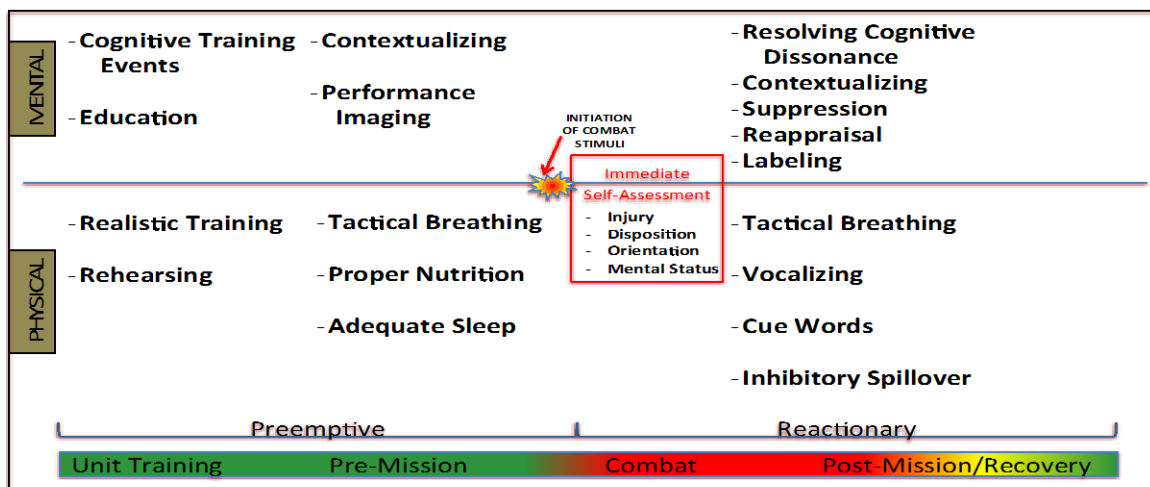 MENTAL
- Cognitive Training
Events
- Education
- Contextualizing
- Performance
Imaging
INITIATION
OF COMBAT
STIMULI
- Resolving Cognitive
Dissonance
- Contextualizing
- Suppression
- Reappraisal
- Labeling
Immediate
Self-Assessment
- Injury
- Disposition
- Orientation
- Mental Status
PHYSICAL
- Realistic Training
- Rehearsing
- Tactical Breathing
- Proper Nutrition
- Adequate Sleep
- Tactical Breathing
- Vocalizing
- Cue Words
- Inhibitory Spillover
Preemptive
Reactionary
Unit Training
Pre-Mission
Combat
Post-Mission/Recovery